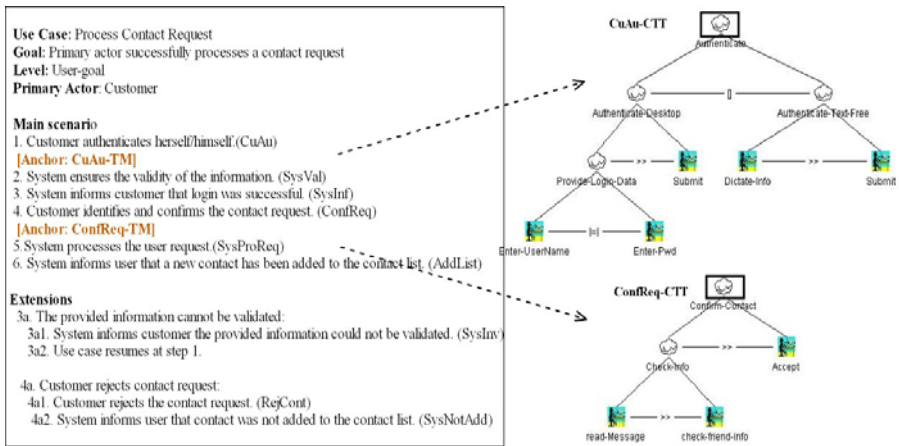 Use Case: Process Contact Request
Goal: Primary actor successfully processes a contact request
Level: User-goal
Primary Actor: Customer
Main scenario
1. Customer authenticates herself/himself.(CuAu)
[Anchor: CuAu-TM]
2. System ensures the validity of the information. (SysVal)
3. System informs customer that login was successful. (SysInf)
4. Customer identifies and confirms the contact request. (ConfReq)
[Anchor: ConfReq-TM]
5.System processes the user request.(SysProReq)
6. System informs user that a new contact has been added to the contact list. (AddList)
Extensions
3a. The provided information cannot be validated:
3a1. System informs customer the provided information could not be validated. (SysInv)
3a2. Use case resumes at step 1.
4a. Customer rejects contact request:
4a1. Customer rejects the contact request. (RejCont)
4a2. System informs user that contact was not added to the contact list. (SysNotAdd)
CuAu-CTT
Authenticate
Authenticate-Desktop [] Authenticate-Text-Free
Provide-Login-Data >> Submit Dictate-Info >> Submit
Enter-UserName |=| Enter-Pwd
ConfReq-CTT
Confirm-Contact
Check-Info >> Accept
read-Message >> check-friend-info